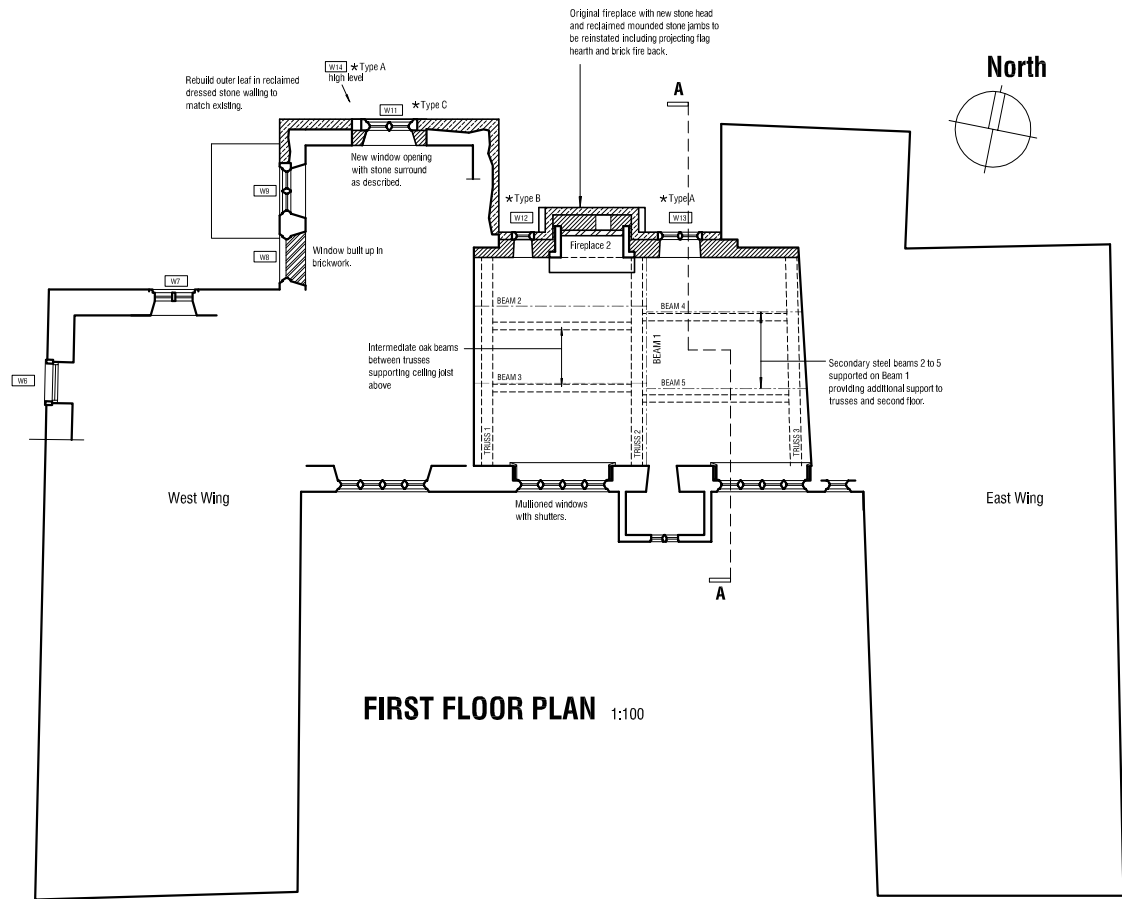 Original fireplace with new stone head
and reclaimed mounded stone jambs to
be reinstated including projecting flag
hearth and brick fire back.
North
W14 *Type A
high level
Rebuild outer leaf in reclaimed
dressed stone walling to
match existing.
A
W11 *Type C
New window opening
with stone surround
as described.
*Type B
*Type A
W9
W12
W13
Fireplace 2
W8
Window built up in
brickwork.
W7
BEAM 2
BEAM 4
BEAM 1
Intermediate oak beams
between trusses
supporting ceiling joist
above
Secondary steel beams 2 to 5
supported on Beam 1
providing additional support to
trusses and second floor.
W6
BEAM 3
BEAM 5
TRUSS 1
TRUSS 2
TRUSS 3
West Wing
Mullioned windows
with shutters.
East Wing
A
FIRST FLOOR PLAN 1:100